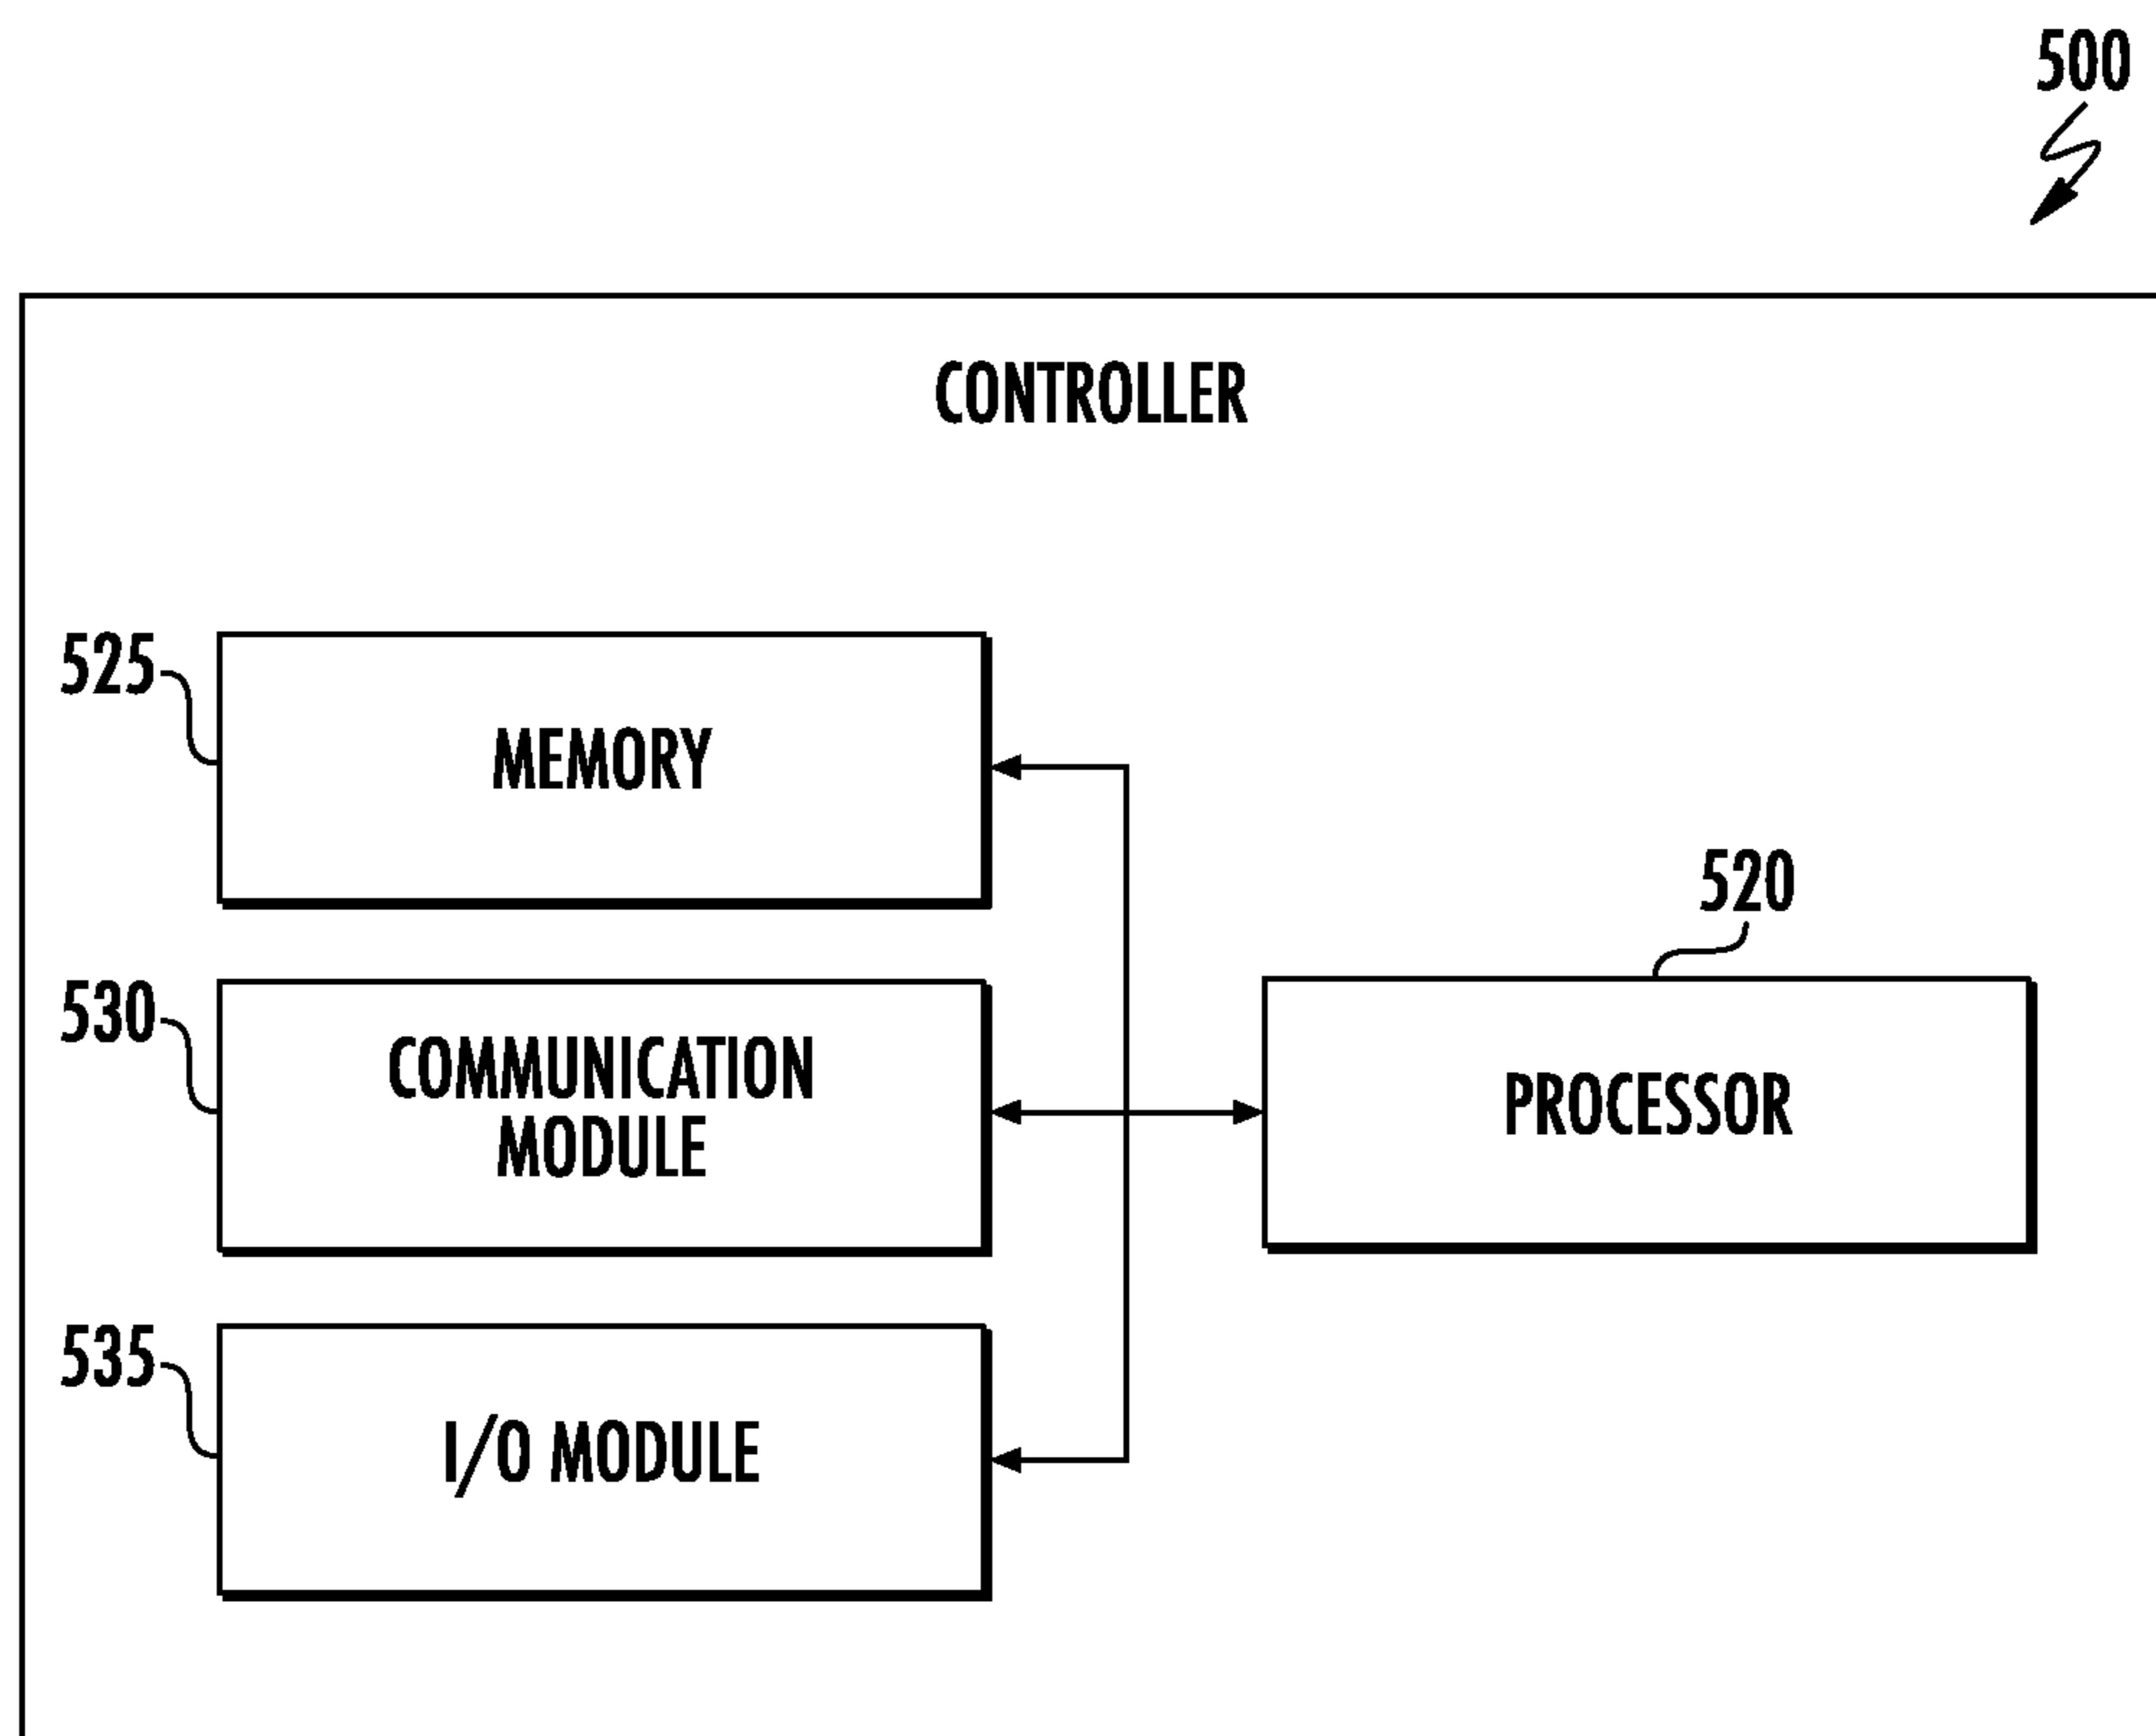 500
CONTROLLER
525
MEMORY
520
530
COMMUNICATION
MODULE
PROCESSOR
535
I/O MODULE